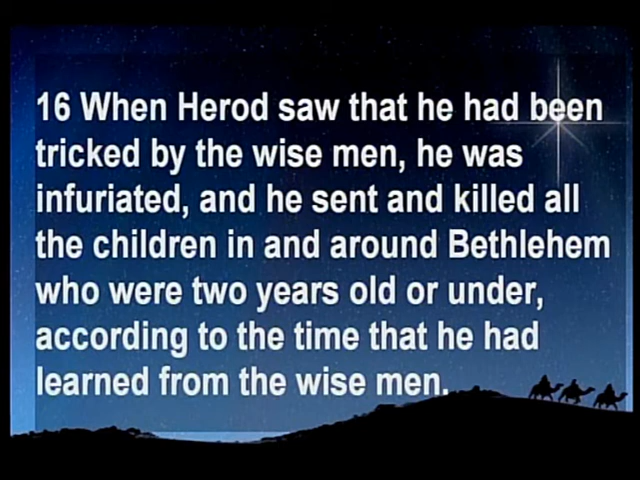 16 When Herod saw that he had been
tricked by the wise men, he was
infuriated, and he sent and killed all
the children in and around Bethlehem
who were two years old or under,
according to the time that he had
learned from the wise men.